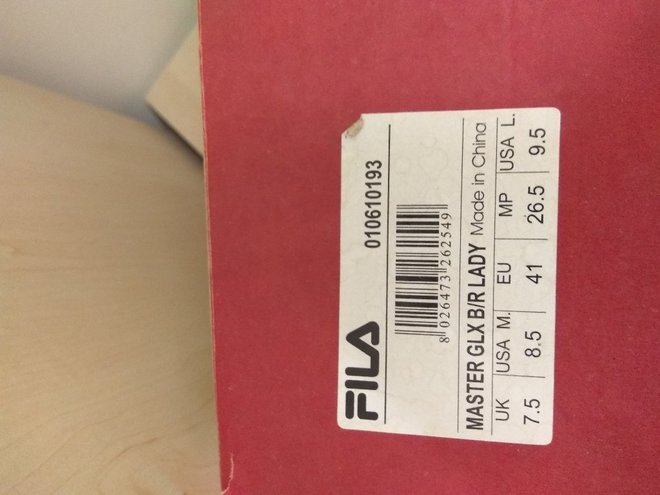 FILA 010610193
8 026473 262549
MASTER GLX B/R LADY Made in China
UK USA M. EU MP USA L.
7.5 8.5 41 26.5 9.5